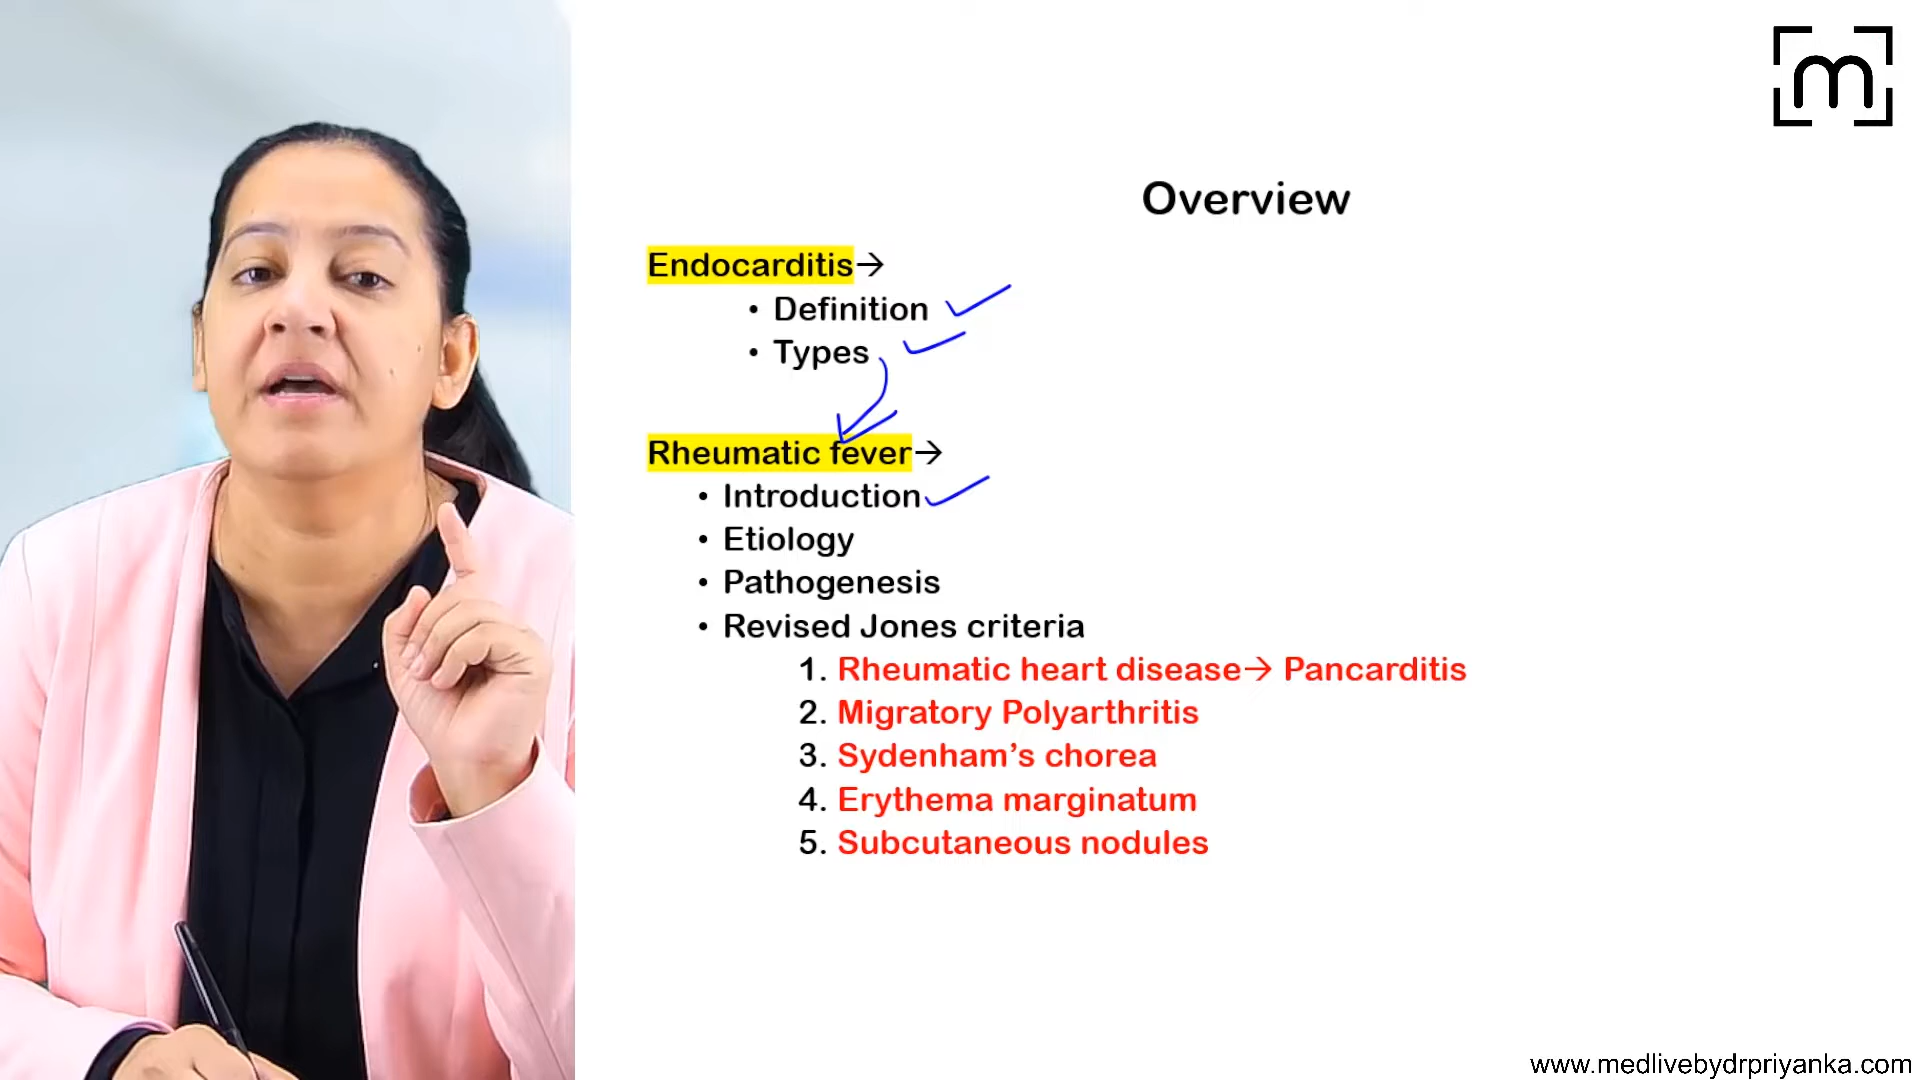 m
Overview
Endocarditis→
• Definition
• Types
Rheumatic fever→
• Introduction
• Etiology
• Pathogenesis
• Revised Jones criteria
1. Rheumatic heart disease→ Pancarditis
2. Migratory Polyarthritis
3. Sydenham’s chorea
4. Erythema marginatum
5. Subcutaneous nodules
www.medlivebydrpriyanka.com